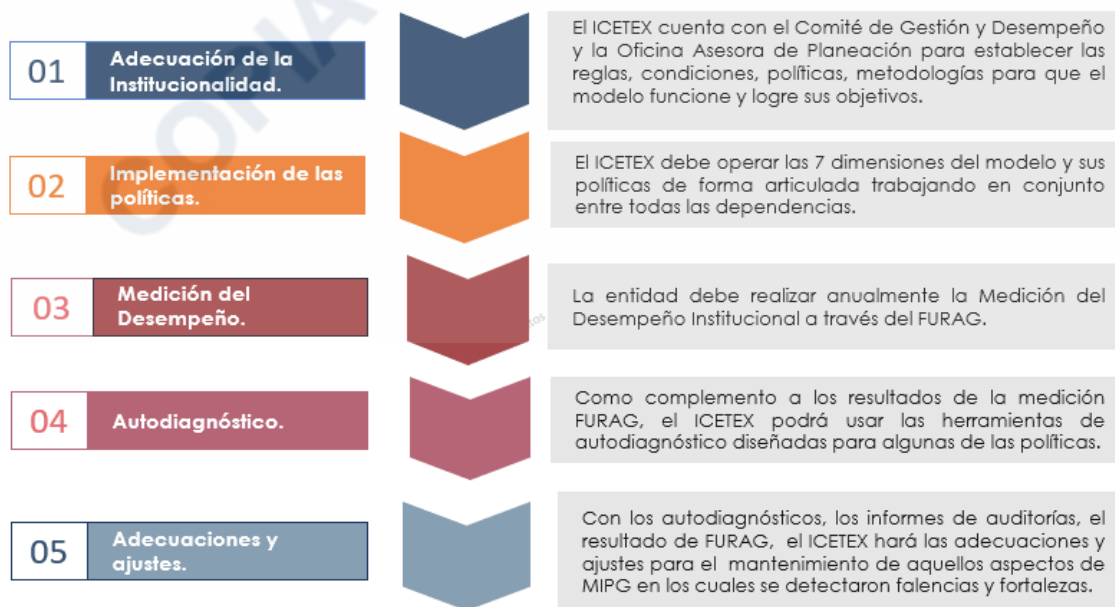 01
Adecuación de la
Institucionalidad.
El ICETEX cuenta con el Comité de Gestión y Desempeño
y la Oficina Asesora de Planeación para establecer las
reglas, condiciones, políticas, metodologías para que el
modelo funcione y logre sus objetivos.
02
Implementación de las
políticas.
El ICETEX debe operar las 7 dimensiones del modelo y sus
políticas de forma articulada trabajando en conjunto
entre todas las dependencias.
03
Medición del
Desempeño.
La entidad debe realizar anualmente la Medición del
Desempeño Institucional a través del FURAG.
04
Autodiagnóstico.
Como complemento a los resultados de la medición
FURAG, el ICETEX podrá usar las herramientas de
autodiagnóstico diseñadas para algunas de las políticas.
05
Adecuaciones y
ajustes.
Con los autodiagnósticos, los informes de auditorías, el
resultado de FURAG, el ICETEX hará las adecuaciones y
ajustes para el mantenimiento de aquellos aspectos de
MIPG en los cuales se detectaron falencias y fortalezas.